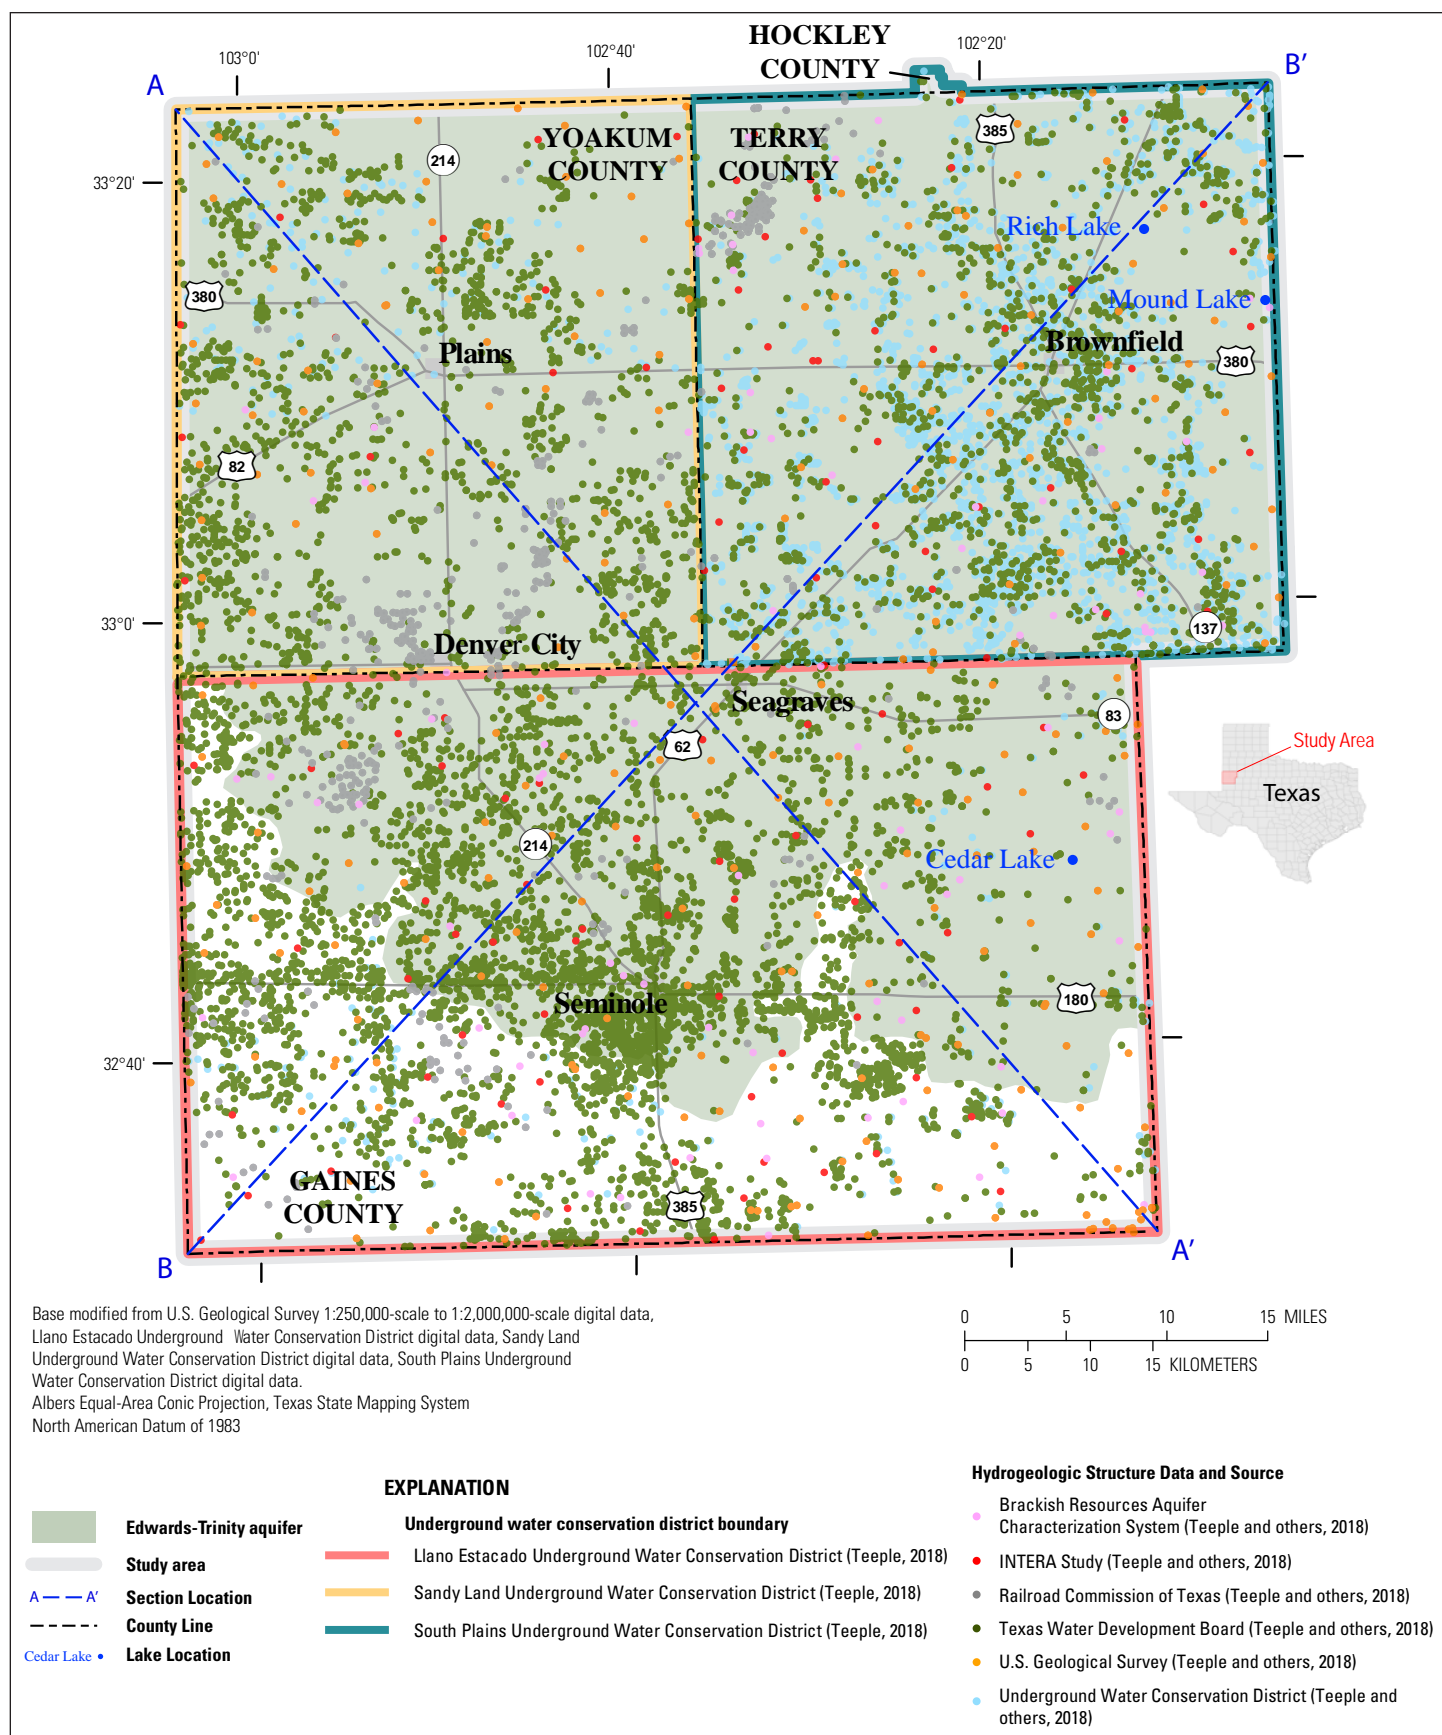 HOCKLEY
COUNTY
103°0'
102°40'
102°20'
A
B'
YOAKUM
COUNTY
TERRY
COUNTY
385
214
33°20'
Rich Lake
380
Mound Lake
Plains
Brownfield
380
82
33°0'
137
Denver City
Seagraves
83
62
Study Area
Texas
214
Cedar Lake
Seminole
180
32°40'
GAINES
COUNTY
385
B
A'
Base modified from U.S. Geological Survey 1:250,000-scale to 1:2,000,000-scale digital data,
Llano Estacado Underground Water Conservation District digital data, Sandy Land
Underground Water Conservation District digital data, South Plains Underground
Water Conservation District digital data.
Albers Equal-Area Conic Projection, Texas State Mapping System
North American Datum of 1983
0 5 10 15 MILES
0 5 10 15 KILOMETERS
EXPLANATION
Edwards-Trinity aquifer
Study area
A A' Section Location
County Line
Cedar Lake Lake Location
Underground water conservation district boundary
Llano Estacado Underground Water Conservation District (Teeple, 2018)
Sandy Land Underground Water Conservation District (Teeple, 2018)
South Plains Underground Water Conservation District (Teeple, 2018)
Hydrogeologic Structure Data and Source
Brackish Resources Aquifer
Characterization System (Teeple and others, 2018)
INTERA Study (Teeple and others, 2018)
Railroad Commission of Texas (Teeple and others, 2018)
Texas Water Development Board (Teeple and others, 2018)
U.S. Geological Survey (Teeple and others, 2018)
Underground Water Conservation District (Teeple and
others, 2018)